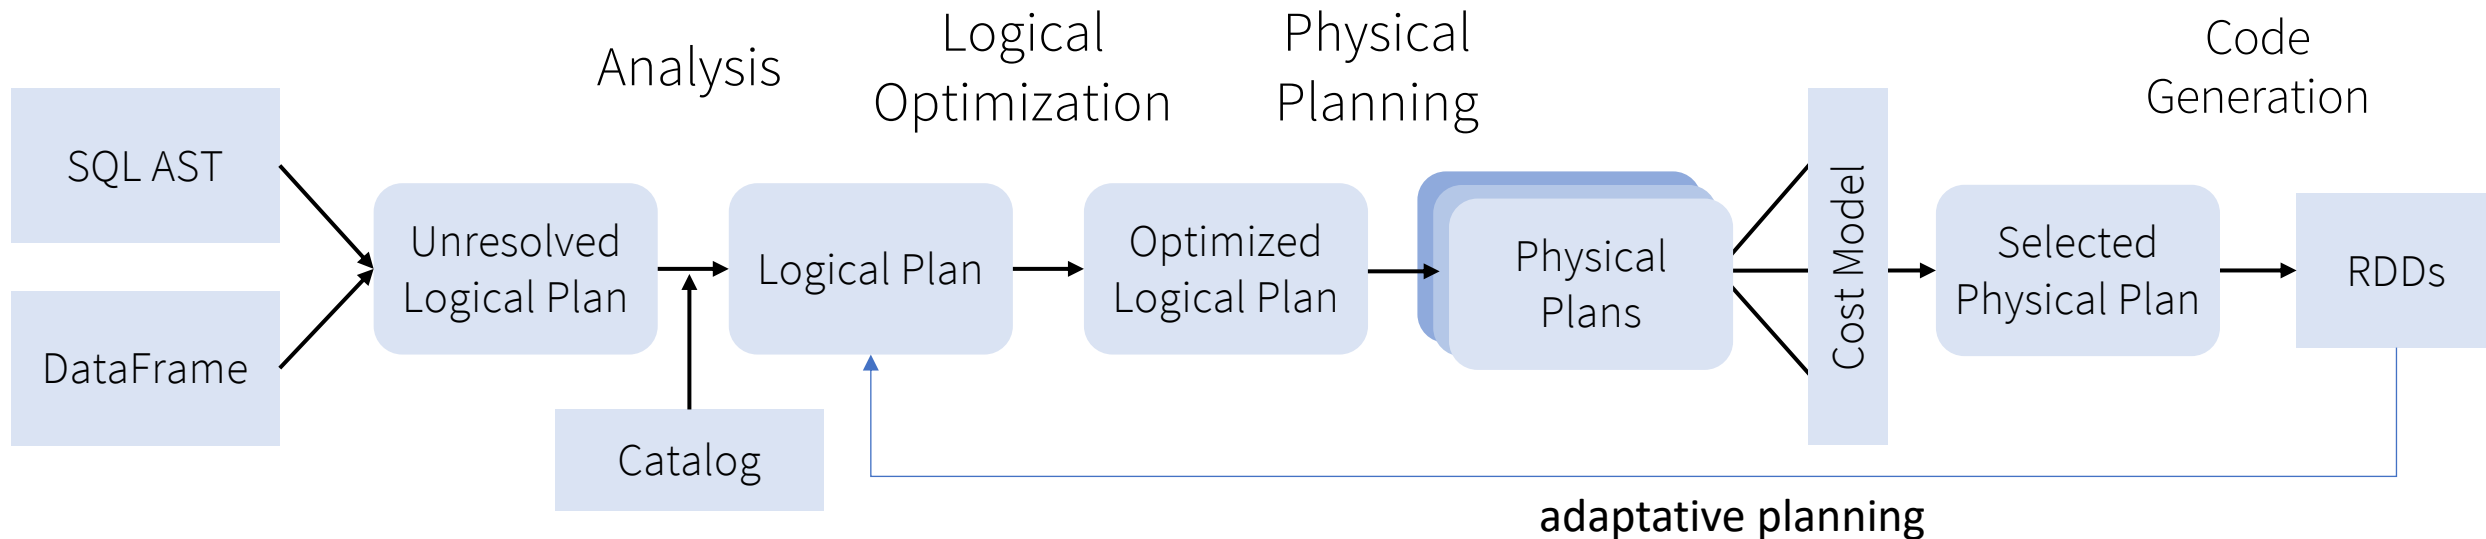 Analysis
Logical
Optimization
Physical
Planning
Code
Generation
SQL AST
DataFrame
Unresolved
Logical Plan
Catalog
Logical Plan
Optimized
Logical Plan
Physical
Plans
Cost Model
Selected
Physical Plan
RDDs
adaptative planning